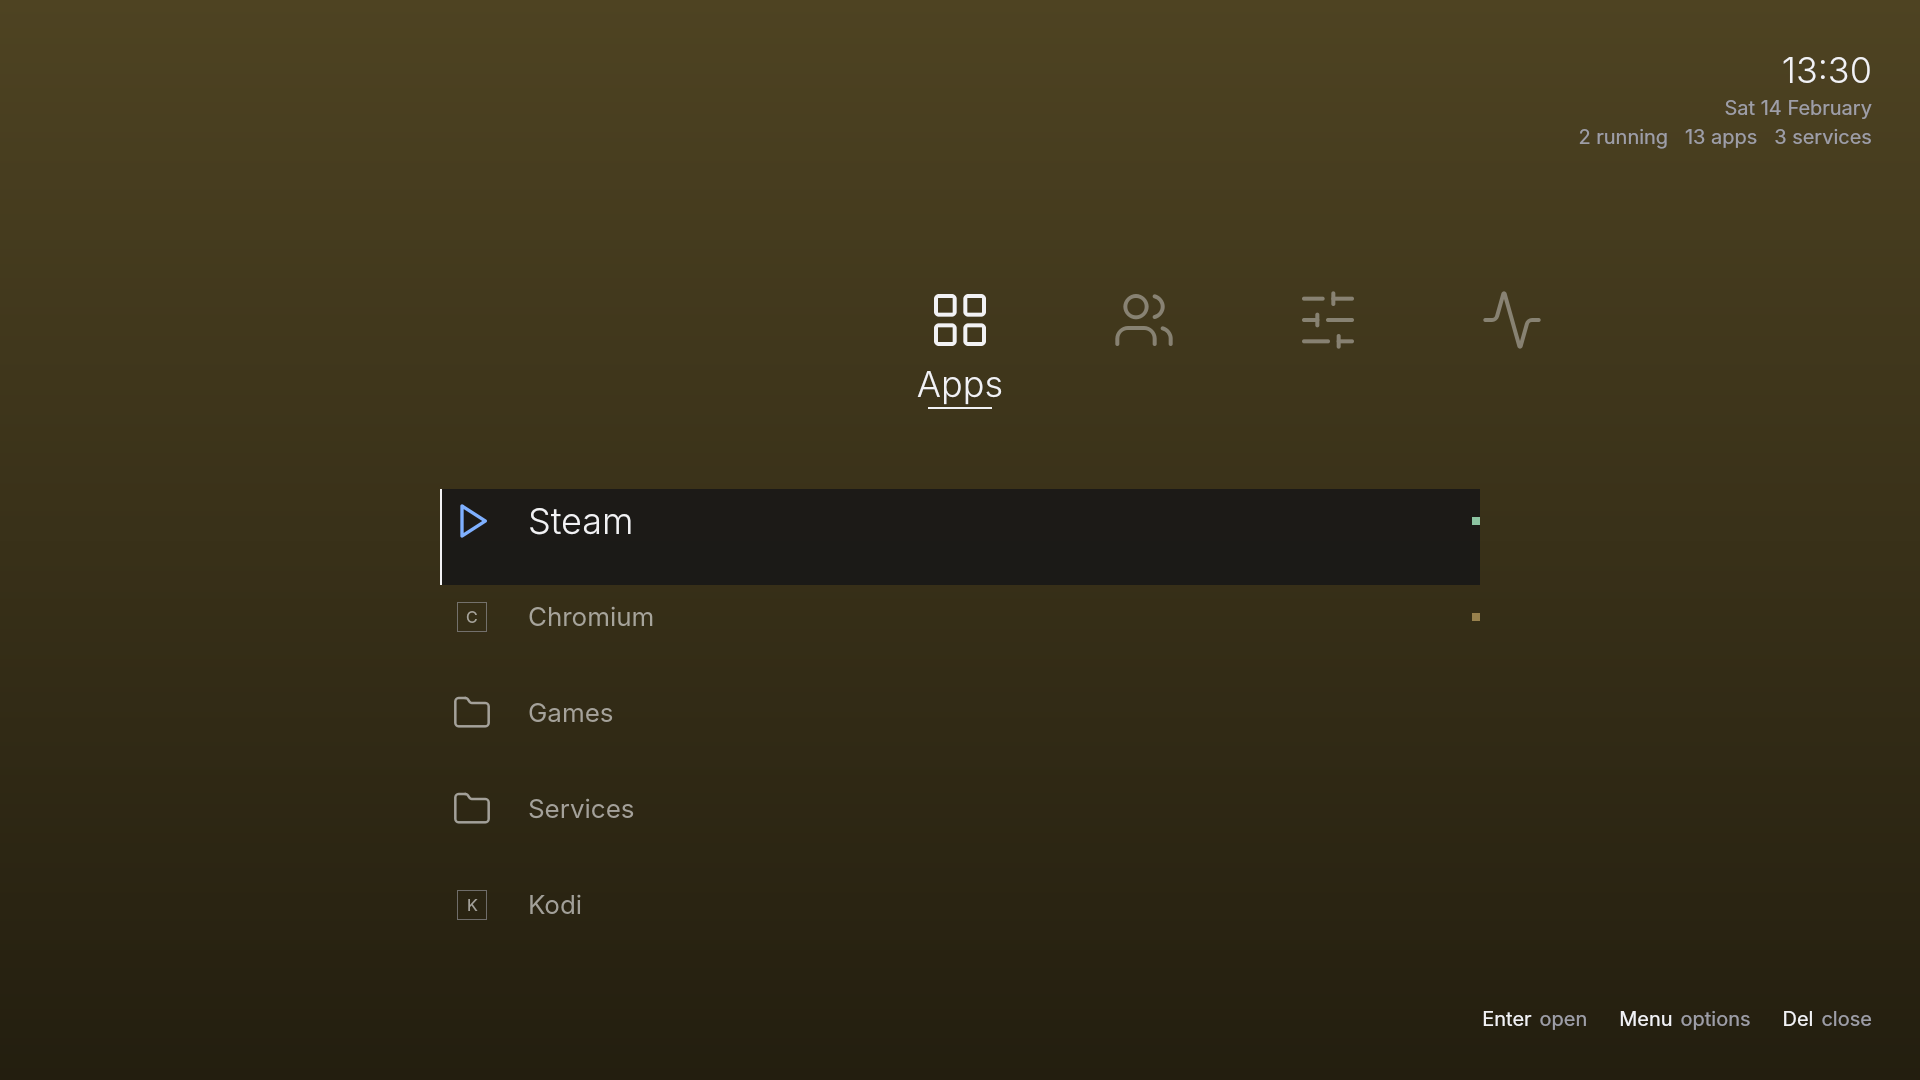 13:30
Sat 14 February
2 running 13 apps 3 services
Apps
Steam
C Chromium
Games
Services
K Kodi
Enter open Menu options Del close